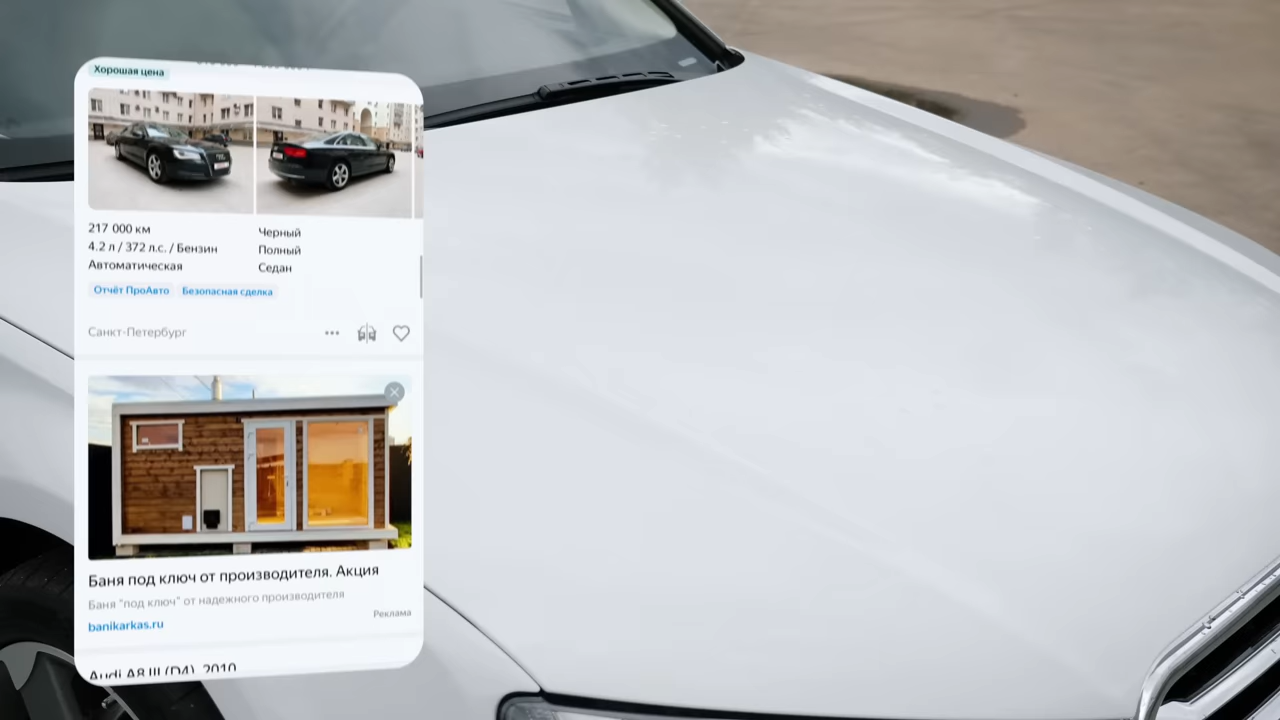 Хорошая цена
217 000 км
4.2 л / 372 л.с. / Бензин
Автоматическая
Черный
Полный
Седан
Отчёт ПроАвто
Безопасная сделка
Санкт-Петербург
Баня под ключ от производителя. Акция
Баня "под ключ" от надежного производителя
Реклама
banikarkas.ru
Audi A8 III (D4), 2010